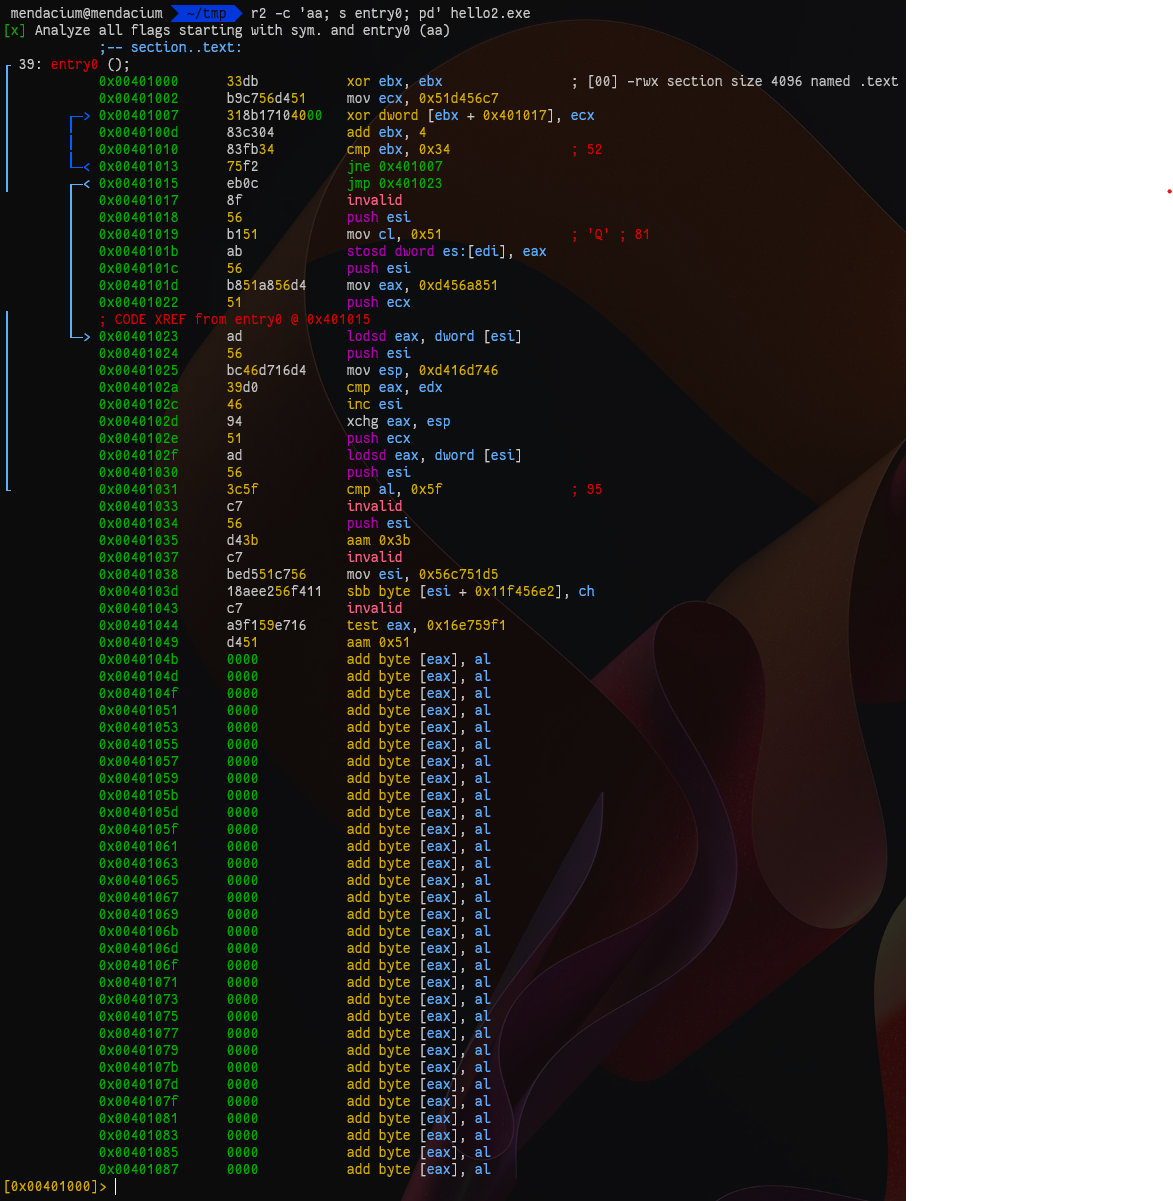 mendacium@mendacium ~/tmp r2 -c 'aa; s entry0; pd' hello2.exe
[x] Analyze all flags starting with sym. and entry0 (aa)
;-- section..text:
39: entry0 ();
0x00401000 33db xor ebx, ebx ; [00] -rwx section size 4096 named .text
0x00401002 b9c756d451 mov ecx, 0x51d456c7
0x00401007 318b17104000 xor dword [ebx + 0x401017], ecx
0x0040100d 83c304 add ebx, 4
0x00401010 83fb34 cmp ebx, 0x34 ; 52
0x00401013 75f2 jne 0x401007
0x00401015 eb0c jmp 0x401023
0x00401017 8f invalid
0x00401018 56 push esi
0x00401019 b151 mov cl, 0x51 ; 'Q' ; 81
0x0040101b ab stosd dword es:[edi], eax
0x0040101c 56 push esi
0x0040101d b851a856d4 mov eax, 0xd456a851
0x00401022 51 push ecx
; CODE XREF from entry0 @ 0x401015
0x00401023 ad lodsd eax, dword [esi]
0x00401024 56 push esi
0x00401025 bc46d716d4 mov esp, 0xd416d746
0x0040102a 39d0 cmp eax, edx
0x0040102c 46 inc esi
0x0040102d 94 xchg eax, esp
0x0040102e 51 push ecx
0x0040102f ad lodsd eax, dword [esi]
0x00401030 56 push esi
0x00401031 3c5f cmp al, 0x5f ; 95
0x00401033 c7 invalid
0x00401034 56 push esi
0x00401035 d43b aam 0x3b
0x00401037 c7 invalid
0x00401038 bed551c756 mov esi, 0x56c751d5
0x0040103d 18aee256f411 sbb byte [esi + 0x11f456e2], ch
0x00401043 c7 invalid
0x00401044 a9f159e716 test eax, 0x16e759f1
0x00401049 d451 aam 0x51
0x0040104b 0000 add byte [eax], al
0x0040104d 0000 add byte [eax], al
0x0040104f 0000 add byte [eax], al
0x00401051 0000 add byte [eax], al
0x00401053 0000 add byte [eax], al
0x00401055 0000 add byte [eax], al
0x00401057 0000 add byte [eax], al
0x00401059 0000 add byte [eax], al
0x0040105b 0000 add byte [eax], al
0x0040105d 0000 add byte [eax], al
0x0040105f 0000 add byte [eax], al
0x00401061 0000 add byte [eax], al
0x00401063 0000 add byte [eax], al
0x00401065 0000 add byte [eax], al
0x00401067 0000 add byte [eax], al
0x00401069 0000 add byte [eax], al
0x0040106b 0000 add byte [eax], al
0x0040106d 0000 add byte [eax], al
0x0040106f 0000 add byte [eax], al
0x00401071 0000 add byte [eax], al
0x00401073 0000 add byte [eax], al
0x00401075 0000 add byte [eax], al
0x00401077 0000 add byte [eax], al
0x00401079 0000 add byte [eax], al
0x0040107b 0000 add byte [eax], al
0x0040107d 0000 add byte [eax], al
0x0040107f 0000 add byte [eax], al
0x00401081 0000 add byte [eax], al
0x00401083 0000 add byte [eax], al
0x00401085 0000 add byte [eax], al
0x00401087 0000 add byte [eax], al
[0x00401000]>